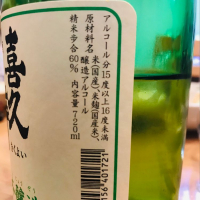 アルコール分15度以上16度未満
原材料名 米(国産)、米麹(国産米)、
醸造アルコール
精米歩合60% 内容量720ml
喜久
56401721